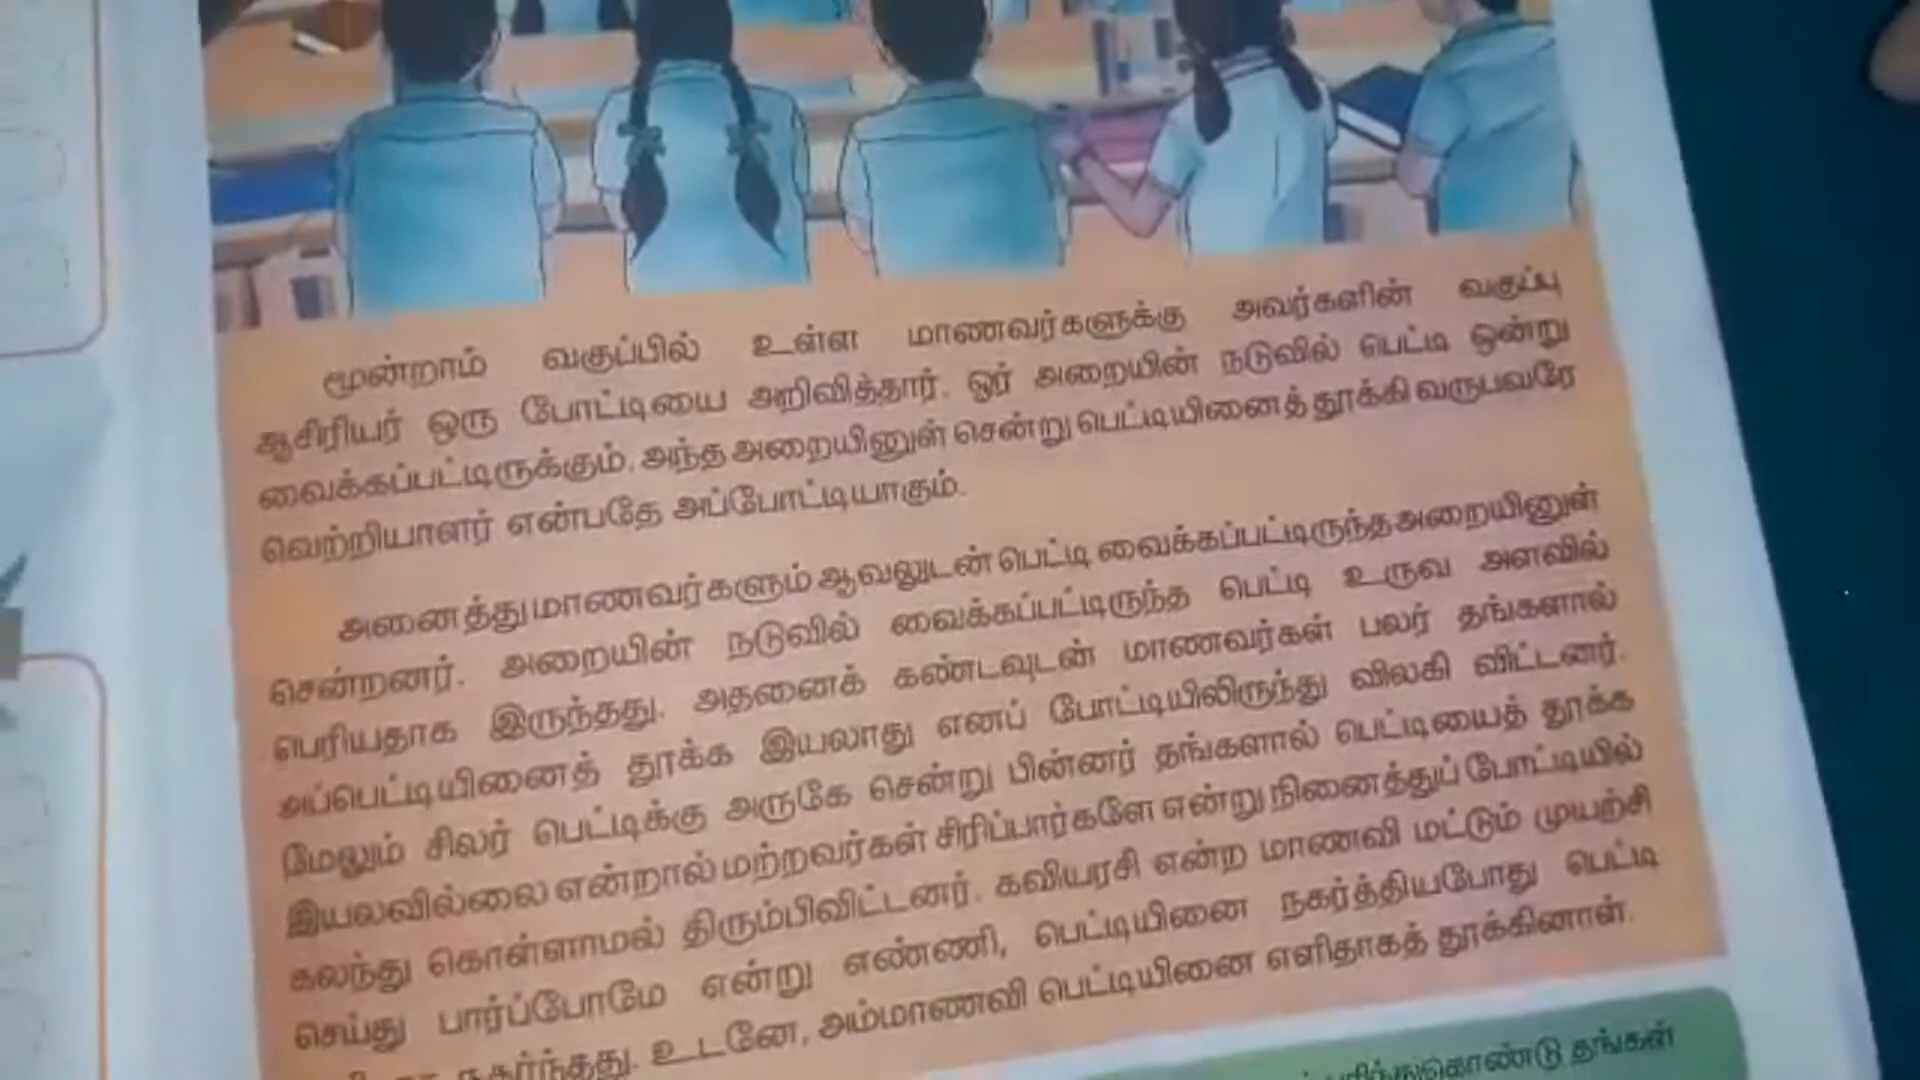 மூன்றாம் வகுப்பில் உள்ள மாணவர்களுக்கு அவர்களின் வகுப்பு
ஆசிரியர் ஒரு போட்டியை அறிவித்தார். ஓர் அறையின் நடுவில் பெட்டி ஒன்று
வைக்கப்பட்டிருக்கும். அந்த அறையினுள் சென்று பெட்டியினைத் தூக்கி வருபவரே
வெற்றியாளர் என்பதே அப்போட்டியாகும்.
அனைத்து மாணவர்களும் ஆவலுடன் பெட்டி வைக்கப்பட்டிருந்த அறையினுள்
சென்றனர். அறையின் நடுவில் வைக்கப்பட்டிருந்த பெட்டி உருவ அளவில்
பெரியதாக இருந்தது. அதனைக் கண்டவுடன் மாணவர்கள் பலர் தங்களால்
அப்பெட்டியினைத் தூக்க இயலாது எனப் போட்டியிலிருந்து விலகி விட்டனர்.
மேலும் சிலர் பெட்டிக்கு அருகே சென்று பின்னர் தங்களால் பெட்டியைத் தூக்க
இயலவில்லை என்றால் மற்றவர்கள் சிரிப்பார்களே என்று நினைத்துப் போட்டியில்
கலந்து கொள்ளாமல் திரும்பிவிட்டனர். கவியரசி என்ற மாணவி மட்டும் முயற்சி
செய்து பார்ப்போமே என்று எண்ணி, பெட்டியினை நகர்த்தியபோது பெட்டி
நகர்ந்தது. உடனே, அம்மாணவி பெட்டியினை எளிதாகத் தூக்கினாள்.
தங்கள்